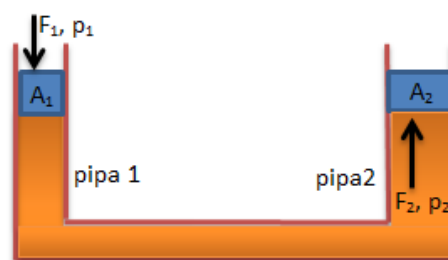 F₁, p₁
A₁
A₂
pipa 1
pipa2
F₂, p₂